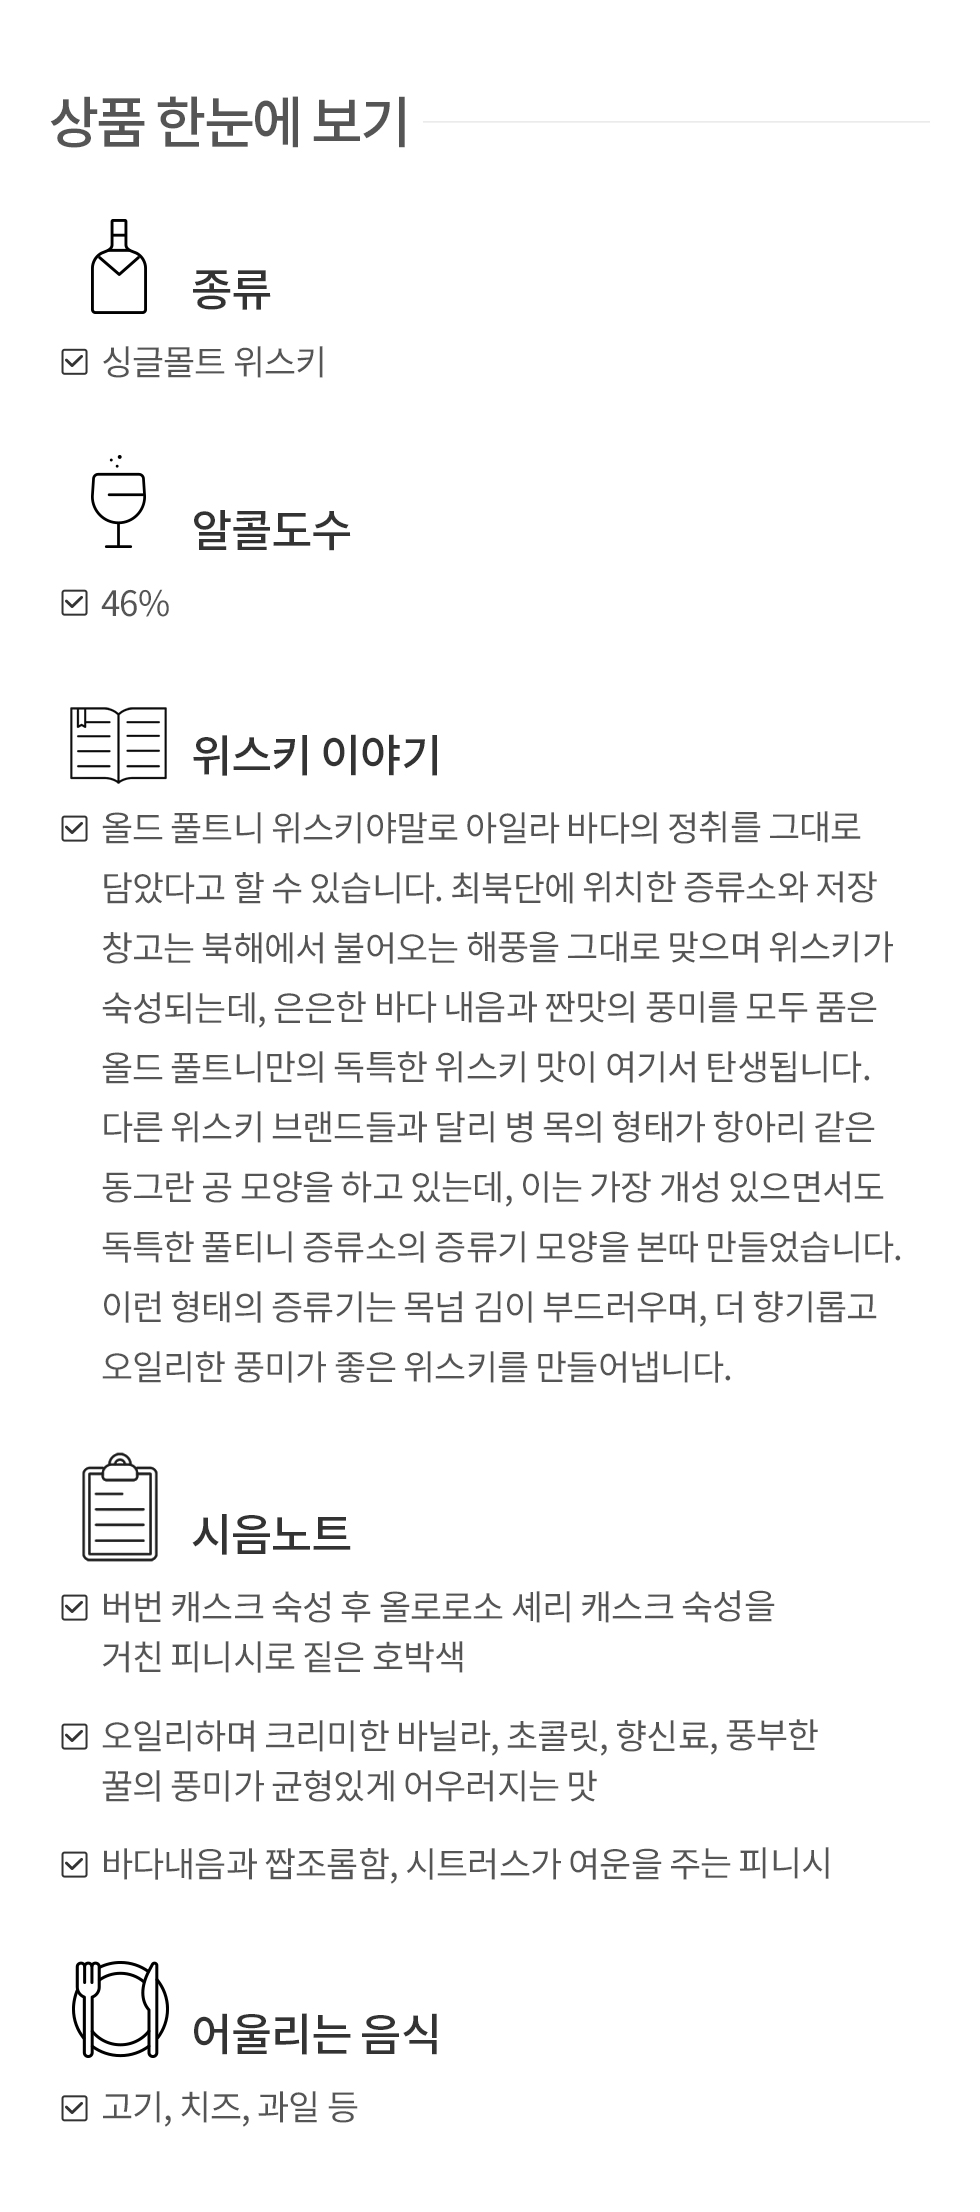 상품 한눈에 보기
종류
싱글몰트 위스키
알콜도수
46%
위스키 이야기
올드 풀트니 위스키야말로 아일라 바다의 정취를 그대로
담았다고 할 수 있습니다. 최북단에 위치한 증류소와 저장
창고는 북해에서 불어오는 해풍을 그대로 맞으며 위스키가
숙성되는데, 은은한 바다 내음과 짠맛의 풍미를 모두 품은
올드 풀트니만의 독특한 위스키 맛이 여기서 탄생됩니다.
다른 위스키 브랜드들과 달리 병 목의 형태가 항아리 같은
동그란 공 모양을 하고 있는데, 이는 가장 개성 있으면서도
독특한 풀티니 증류소의 증류기 모양을 본따 만들었습니다.
이런 형태의 증류기는 목넘 김이 부드러우며, 더 향기롭고
오일리한 풍미가 좋은 위스키를 만들어냅니다.
시음노트
버번 캐스크 숙성 후 올로로소 셰리 캐스크 숙성을
거친 피니시로 짙은 호박색
오일리하며 크리미한 바닐라, 초콜릿, 향신료, 풍부한
꿀의 풍미가 균형있게 어우러지는 맛
바다내음과 짭조롬함, 시트러스가 여운을 주는 피니시
어울리는 음식
고기, 치즈, 과일 등